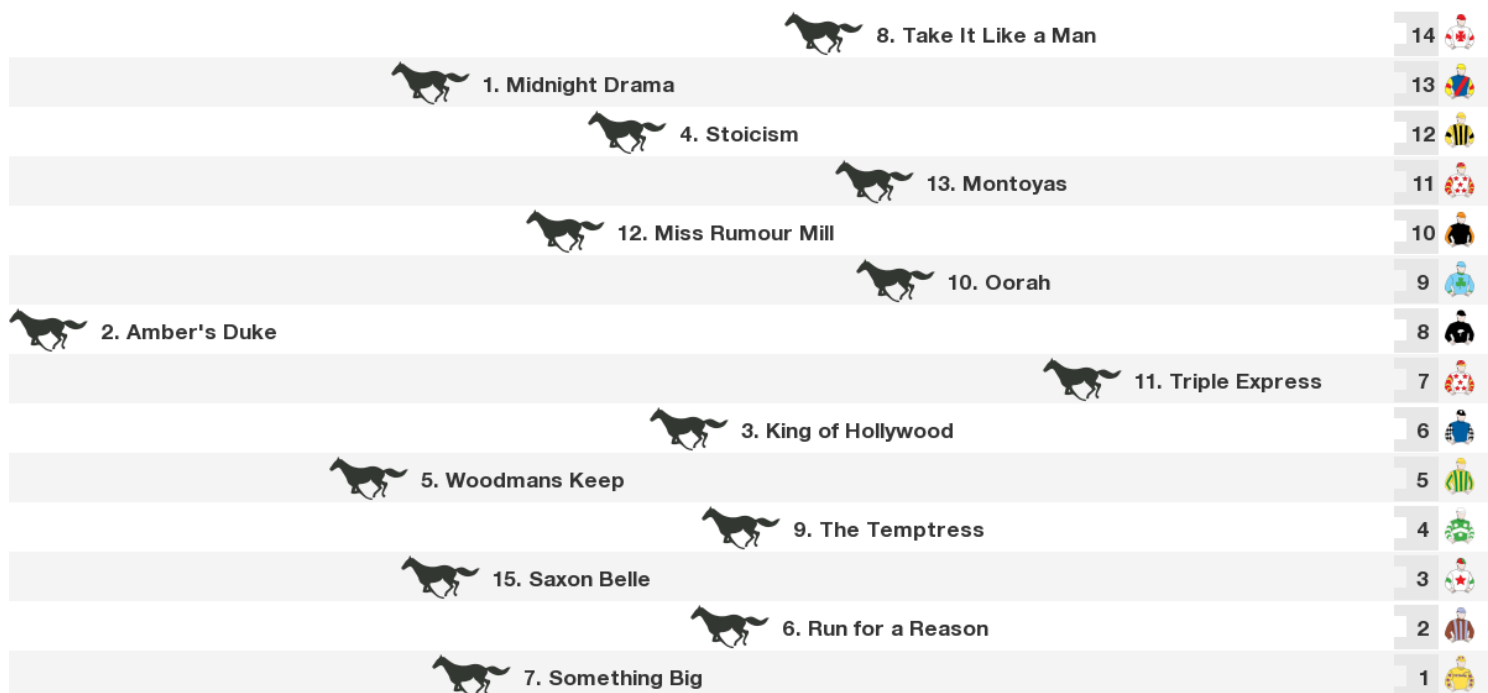 8. Take It Like a Man 14
1. Midnight Drama 13
4. Stoicism 12
13. Montoyas 11
12. Miss Rumour Mill 10
10. Oorah 9
2. Amber's Duke 8
11. Triple Express 7
3. King of Hollywood 6
5. Woodmans Keep 5
9. The Temptress 4
15. Saxon Belle 3
6. Run for a Reason 2
7. Something Big 1